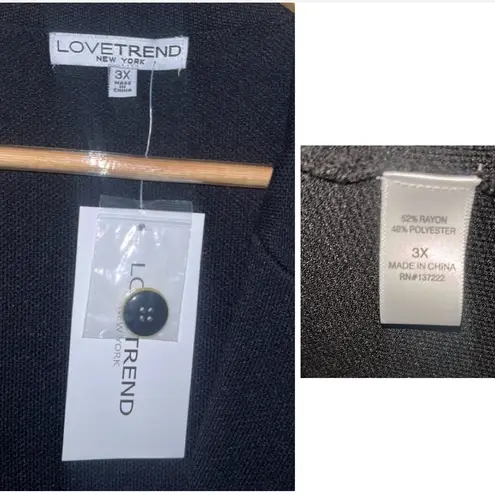 LOVETREND
NEW YORK
3X
MADE IN
CHINA
LOVETREND
NEW YORK
52% RAYON
48% POLYESTER
3X
MADE IN CHINA
RN#137222